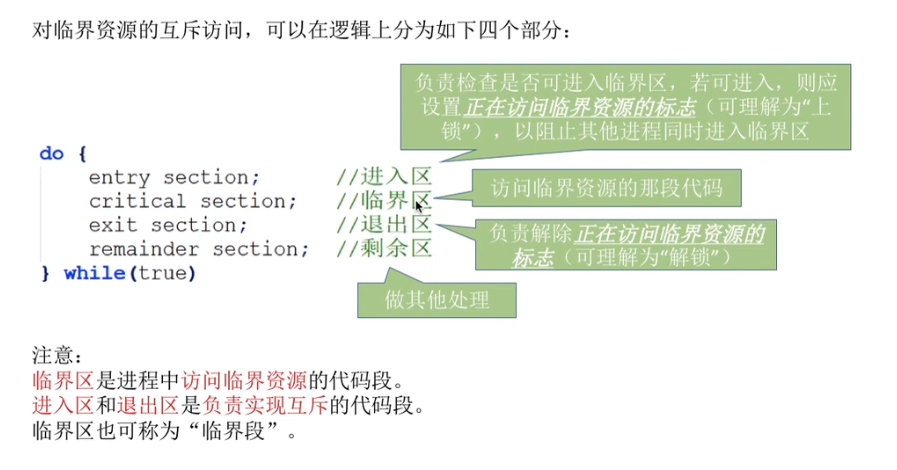 对临界资源的互斥访问，可以在逻辑上分为如下四个部分：
负责检查是否可进入临界区，若可进入，则应
设置正在访问临界资源的标志（可理解为“上
锁”），以阻止其他进程同时进入临界区
do {
entry section; //进入区
critical section; //临界区
exit section; //退出区
remainder section; //剩余区
} while(true)
访问临界资源的那段代码
负责解除正在访问临界资源的
标志（可理解为“解锁”）
做其他处理
注意：
临界区是进程中访问临界资源的代码段。
进入区和退出区是负责实现互斥的代码段。
临界区也可称为“临界段”。